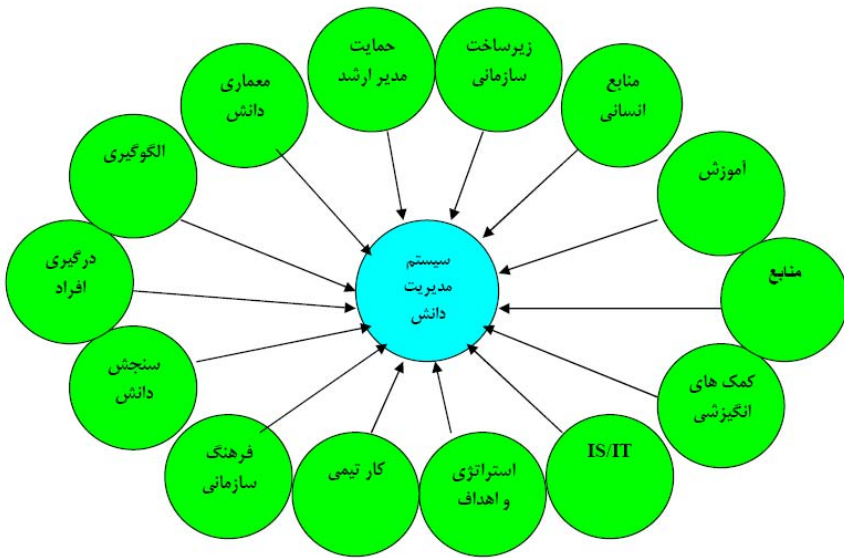 حمایت
مدیر ارشد
زیرساخت
سازمانی
منابع
انسانی
آموزش
منابع
کمک های
انگیزشی
IS/IT
استراتژی
و اهداف
کار تیمی
فرهنگ
سازمانی
سنجش
دانش
درگیری
افراد
الگوگیری
معماری
دانش
سیستم
مدیریت
دانش